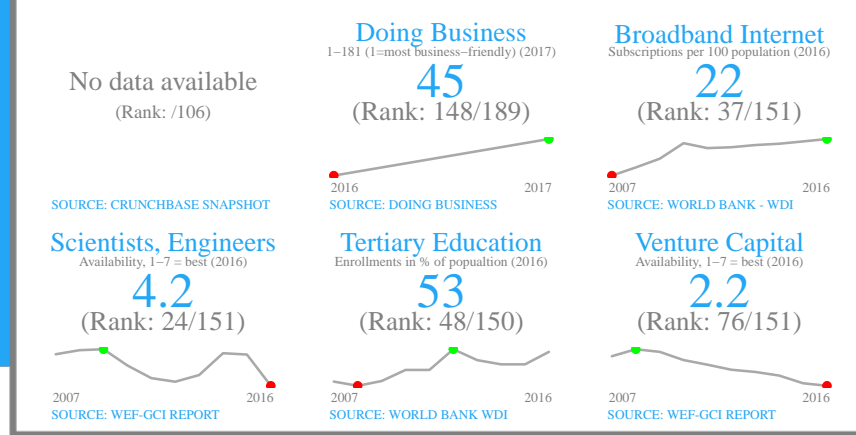 No data available
(Rank: /106)
SOURCE: CRUNCHBASE SNAPSHOT
Doing Business
1−181 (1=most business−friendly) (2017)
45
(Rank: 148/189)
2016 2017
SOURCE: DOING BUSINESS
Broadband Internet
Subscriptions per 100 population (2016)
22
(Rank: 37/151)
2007 2016
SOURCE: WORLD BANK - WDI
Scientists, Engineers
Availability, 1−7 = best (2016)
4.2
(Rank: 24/151)
2007 2016
SOURCE: WEF-GCI REPORT
Tertiary Education
Enrollments in % of popualtion (2016)
53
(Rank: 48/150)
2007 2016
SOURCE: WORLD BANK WDI
Venture Capital
Availability, 1−7 = best (2016)
2.2
(Rank: 76/151)
2007 2016
SOURCE: WEF-GCI REPORT